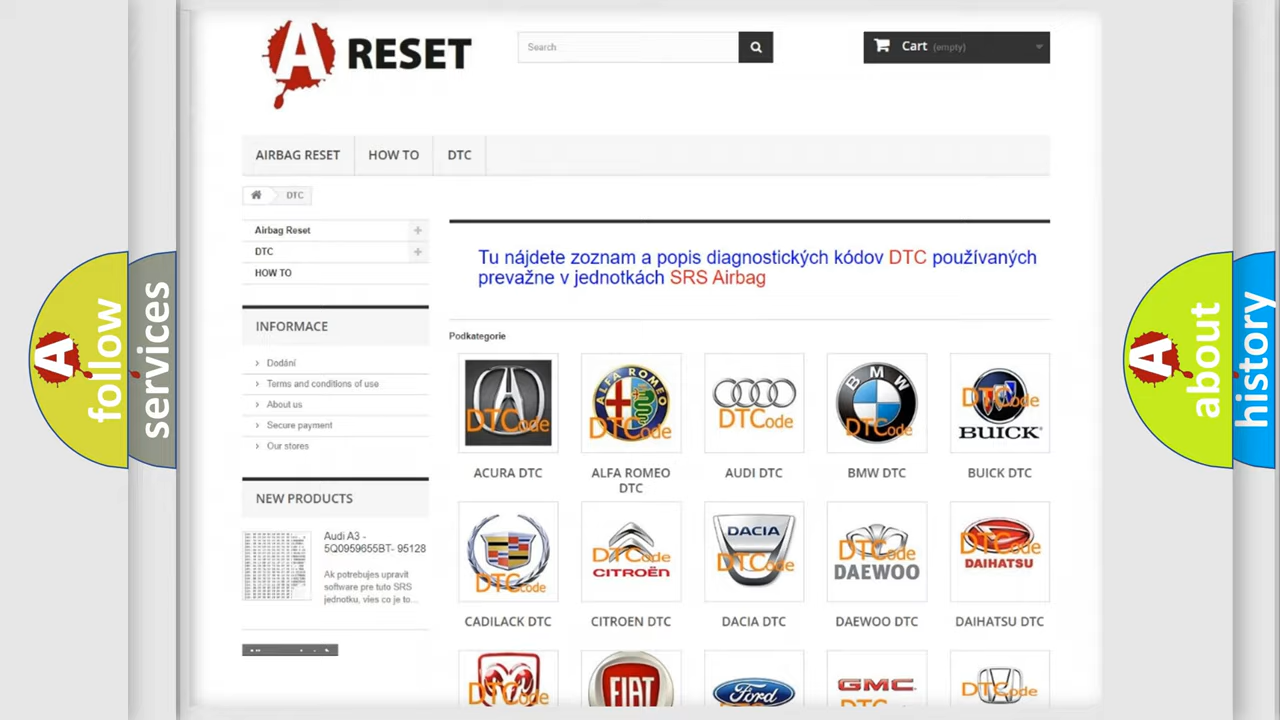 A RESET
Search
Cart (empty)
AIRBAG RESET
HOW TO
DTC
DTC
Airbag Reset
DTC
HOW TO
Tu nájdete zoznam a popis diagnostických kódov DTC používaných
prevažne v jednotkách SRS Airbag
INFORMACE
Dodání
Terms and conditions of use
About us
Secure payment
Our stores
NEW PRODUCTS
Audi A3 -
5Q0959655BT- 95128
Ak potrebujes upravit
software pre tuto SRS
jednotku, vies co je to...
Podkategorie
DTCode
ALFA ROMEO
DTCode
DTCode
BMW
DTCode
DTCode
BUICK
ACURA DTC
ALFA ROMEO
DTC
AUDI DTC
BMW DTC
BUICK DTC
DTCode
DTCode
CITROËN
DACIA
DTCode
DTCode
DAEWOO
DTCode
DAIHATSU
CADILACK DTC
CITROEN DTC
DACIA DTC
DAEWOO DTC
DAIHATSU DTC
DTCode
FIAT
Ford
GMC
DTCode
A follow
services
A about
history